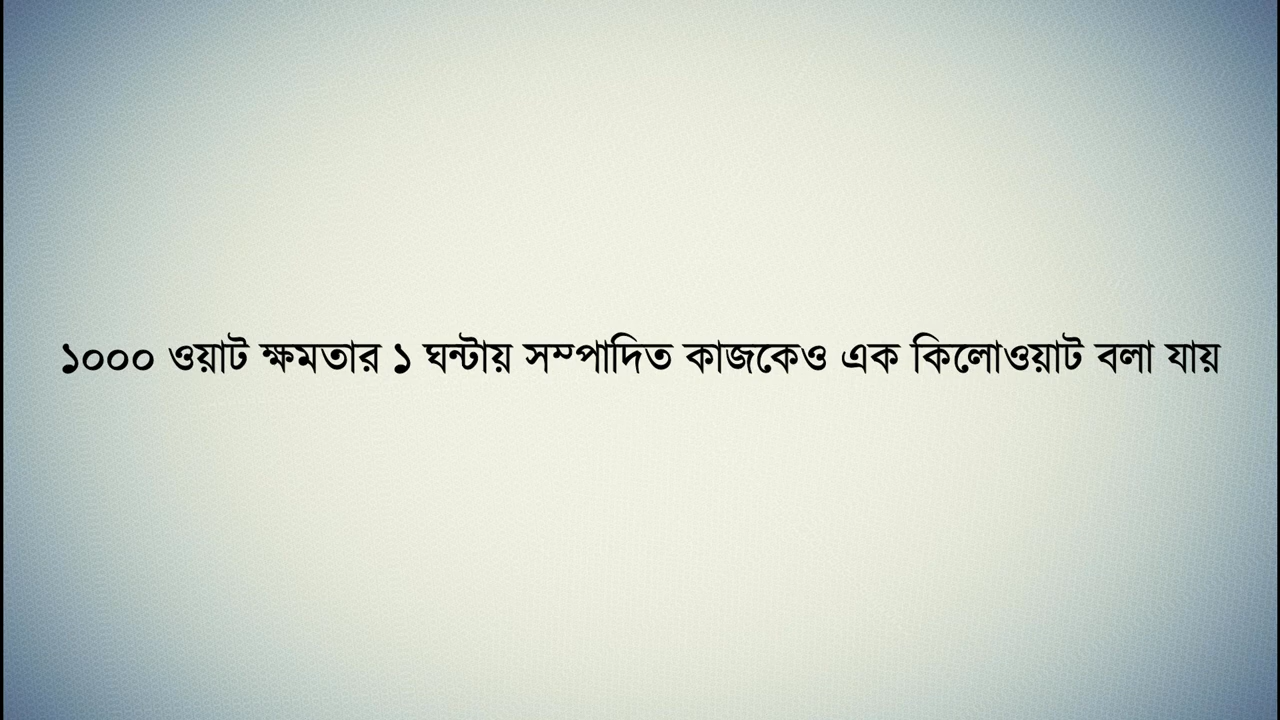 ১০০০ ওয়াট ক্ষমতার ১ ঘন্টায় সম্পাদিত কাজকেও এক কিলোওয়াট বলা যায়